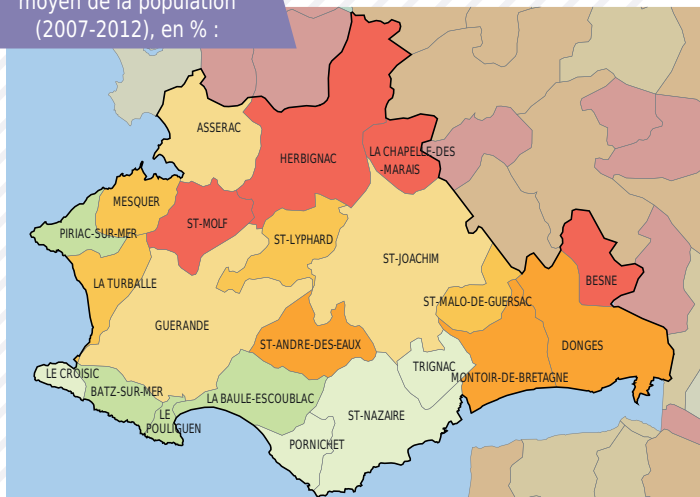 moyen de la population
(2007-2012), en % :
ASSERAC
HERBIGNAC
LA CHAPELLE-DES
-MARAIS
MESQUER
ST-MOLF
PIRIAC-SUR-MER
ST-LYPHARD
ST-JOACHIM
LA TURBALLE
BESNE
ST-MALO-DE-GUERSAC
GUERANDE
ST-ANDRE-DES-EAUX
DONGES
LE CROISIC
TRIGNAC
MONTOIR-DE-BRETAGNE
BATZ-SUR-MER
LA BAULE-ESCOUBLAC
LE
POULIGUEN
ST-NAZAIRE
PORNICHET